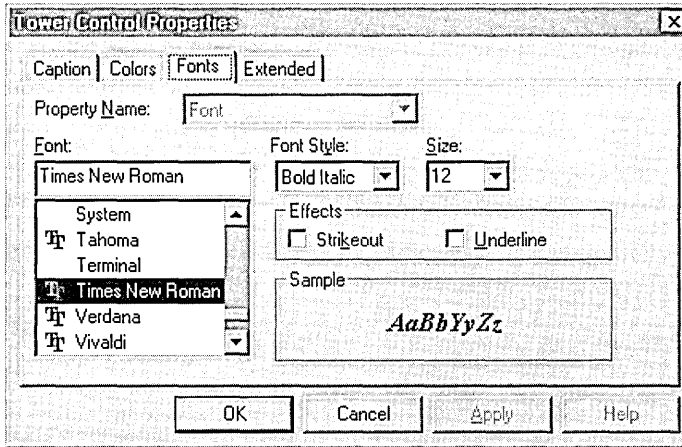 Tower Control Properties
Caption Colors Fonts Extended
Property Name: Font
Font: Font Style: Size:
Times New Roman Bold Italic 12
System
Tahoma
Terminal
Times New Roman
Verdana
Vivaldi
Effects
Strikeout Underline
Sample
AaBbYyZz
OK Cancel Apply Help